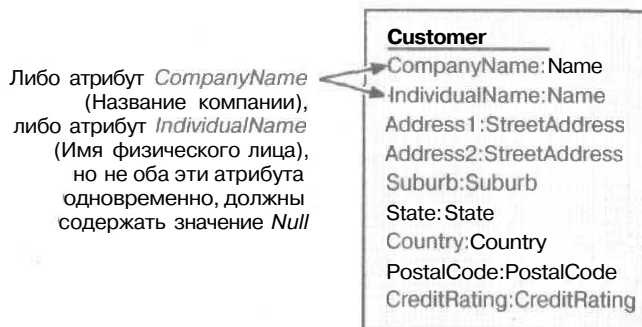 Либо атрибут CompanyName
(Название компании),
либо атрибут IndividualName
(Имя физического лица),
но не оба эти атрибута
одновременно, должны
содержать значение Null
Customer
CompanyName:Name
IndividualName:Name
Address1:StreetAddress
Address2:StreetAddress
Suburb:Suburb
State:State
Country:Country
PostalCode:PostalCode
CreditRating:CreditRating